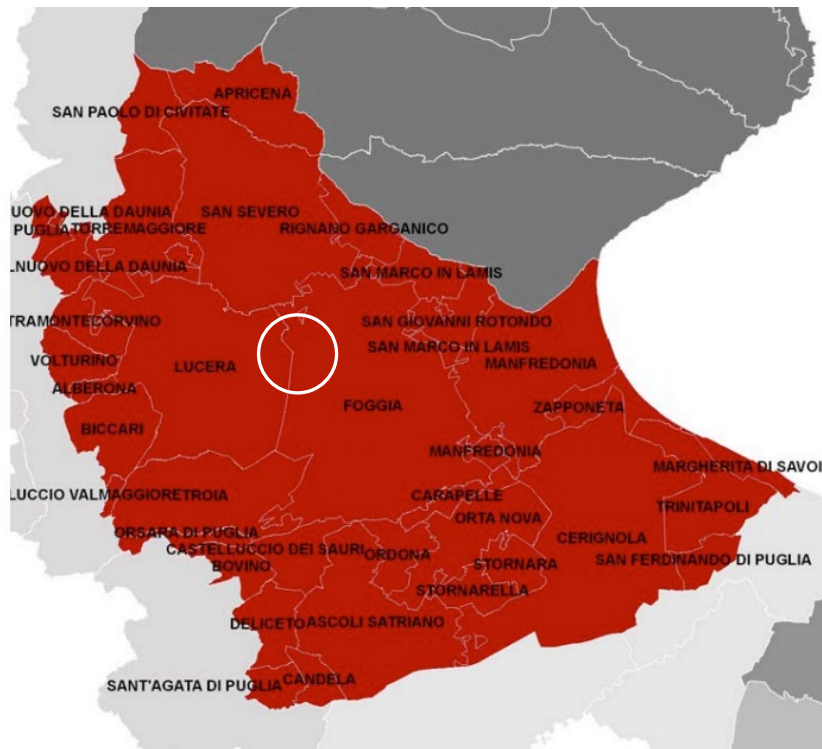 APRICENA
SAN PAOLO DI CIVITATE
NUOVO DELLA DAUNIA
SAN SEVERO
PUGLIA
TORREMAGGIORE
RIGNANO GARGANICO
LNUOVO DELLA DAUNIA
SAN MARCO IN LAMIS
TRAMONTECORVINO
SAN GIOVANNI ROTONDO
SAN MARCO IN LAMIS
VOLTURINO
LUCERA
MANFREDONIA
ALBERONA
FOGGIA
ZAPPONETA
BICCARI
MANFREDONIA
MARGHERITA DI SAVOI
LUCCIO VALMAGGIORE
TROIA
CARAPELLE
TRINITAPOLI
ORTA NOVA
ORSARA DI PUGLIA
CERIGNOLA
CASTELLUCCIO DEI SAURI
ORDONA
SAN FERDINANDO DI PUGLIA
BOVINO
STORNARA
STORNARELLA
DELICETO
ASCOLI SATRIANO
SANT'AGATA DI PUGLIA
CANDELA